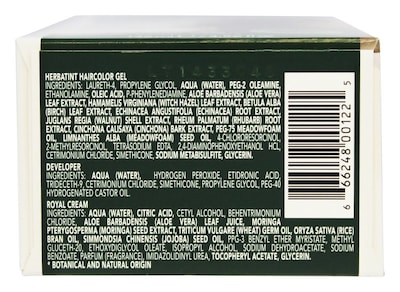 HERBATINT HAIRCOLOR GEL
INGREDIENTS: LAURETH-4, PROPYLENE GLYCOL, AQUA (WATER), PEG-2 OLEAMINE,
ETHANOLAMINE, OLEIC ACID, P-PHENYLENEDIAMINE, ALOE BARBADENSIS (ALOE VERA)
LEAF EXTRACT, HAMAMELIS VIRGINIANA (WITCH HAZEL) LEAF EXTRACT, BETULA ALBA
(BIRCH) LEAF EXTRACT, ECHINACEA ANGUSTIFOLIA (ECHINACEA) ROOT EXTRACT,
JUGLANS REGIA (WALNUT) SHELL EXTRACT, RHEUM PALMATUM (RHUBARB) ROOT
EXTRACT, CINCHONA CALISAYA (CINCHONA) BARK EXTRACT, PEG-75 MEADOWFOAM
OIL, LIMNANTHES ALBA (MEADOWFOAM) SEED OIL, 4-CHLORORESORCINOL,
2-METHYLRESORCINOL, TETRASODIUM EDTA, 2,4-DIAMINOPHENOXYETHANOL HCL,
CETRIMONIUM CHLORIDE, SIMETHICONE, SODIUM METABISULFITE, GLYCERIN.
DEVELOPER
INGREDIENTS: AQUA (WATER), HYDROGEN PEROXIDE, ETIDRONIC ACID,
TRIDECETH-9, CETRIMONIUM CHLORIDE, SIMETHICONE, PROPYLENE GLYCOL, PEG-40
HYDROGENATED CASTOR OIL.
ROYAL CREAM
INGREDIENTS: AQUA (WATER), CITRIC ACID, CETYL ALCOHOL, BEHENTRIMONIUM
CHLORIDE, ALOE BARBADENSIS (ALOE VERA) LEAF JUICE, MORINGA
PTERYGOSPERMA (MORINGA) SEED EXTRACT, TRITICUM VULGARE (WHEAT) GERM OIL, ORYZA SATIVA (RICE)
BRAN OIL, SIMMONDSIA CHINENSIS (JOJOBA) SEED OIL, PPG-3 BENZYL ETHER MYRISTATE, METHYL
GLUCETH-20, ETHYLHEXYLGLYCERIN, PHYTIC ACID, ISOPROPYL ALCOHOL, SODIUM DEHYDROACETATE, SODIUM
BENZOATE, PARFUM (FRAGRANCE), IMIDAZOLIDINYL UREA, TOCOPHERYL ACETATE, GLYCERIN.
* BOTANICAL AND NATURAL ORIGIN
6 66248 00122 5